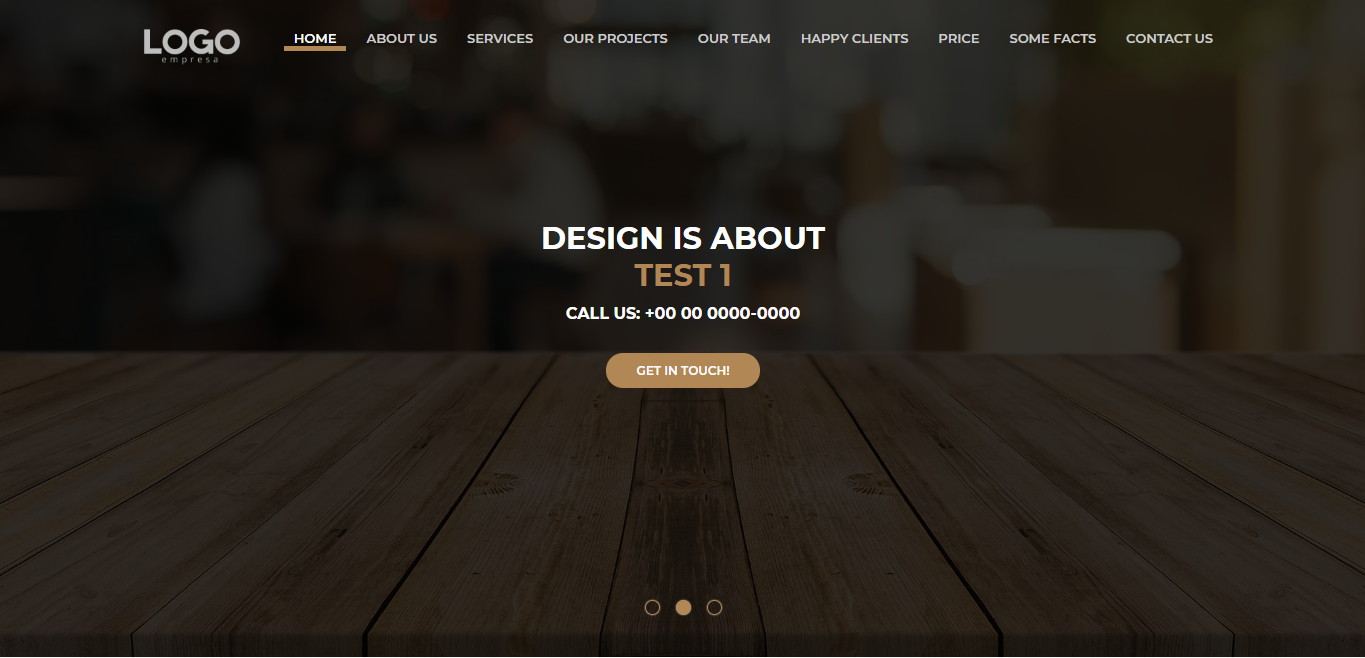 LOGO
empresa
HOME ABOUT US SERVICES OUR PROJECTS OUR TEAM HAPPY CLIENTS PRICE SOME FACTS CONTACT US
DESIGN IS ABOUT
TEST 1
CALL US: +00 00 0000-0000
GET IN TOUCH!